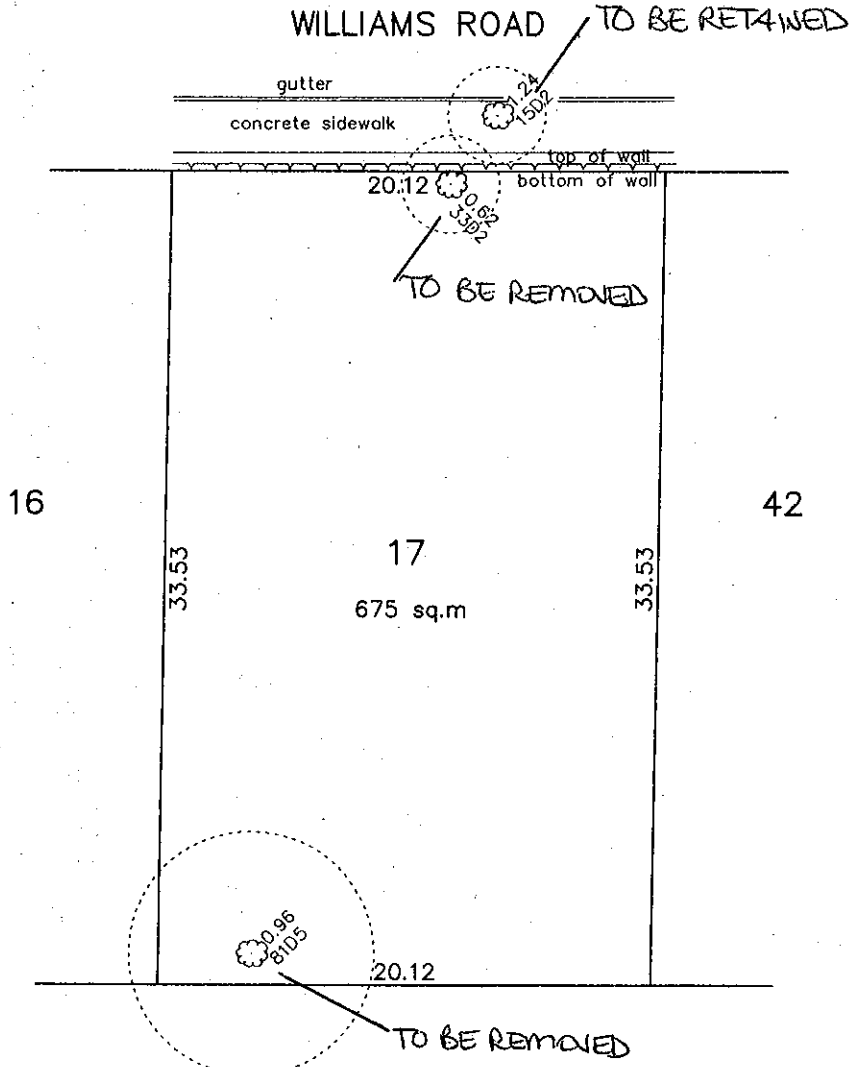 WILLIAMS ROAD
TO BE RETAINED
gutter
1.24
15D2
concrete sidewalk
top of wall
20.12
bottom of wall
0.62
33D2
TO BE REMOVED
16
42
17
33.53
33.53
675 sq.m
0.96
81D5
20.12
TO BE REMOVED